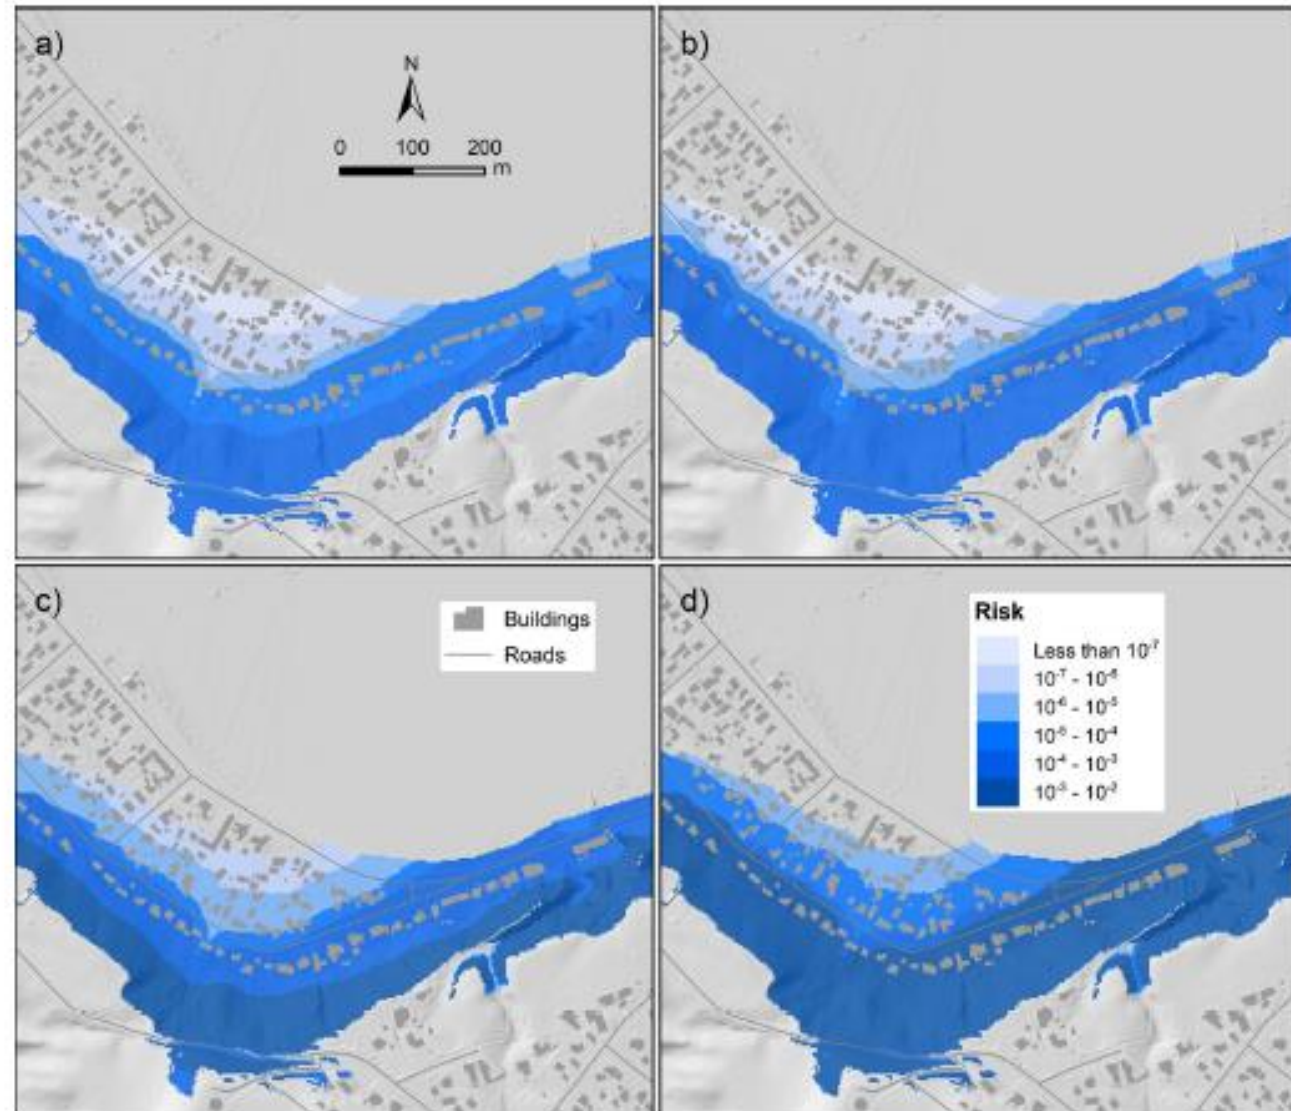 a)
b)
N
0 100 200
m
c)
d)
Buildings
Roads
Risk
Less than 10⁻⁷
10⁻⁷ - 10⁻⁶
10⁻⁶ - 10⁻⁵
10⁻⁵ - 10⁻⁴
10⁻⁴ - 10⁻³
10⁻³ - 10⁻²